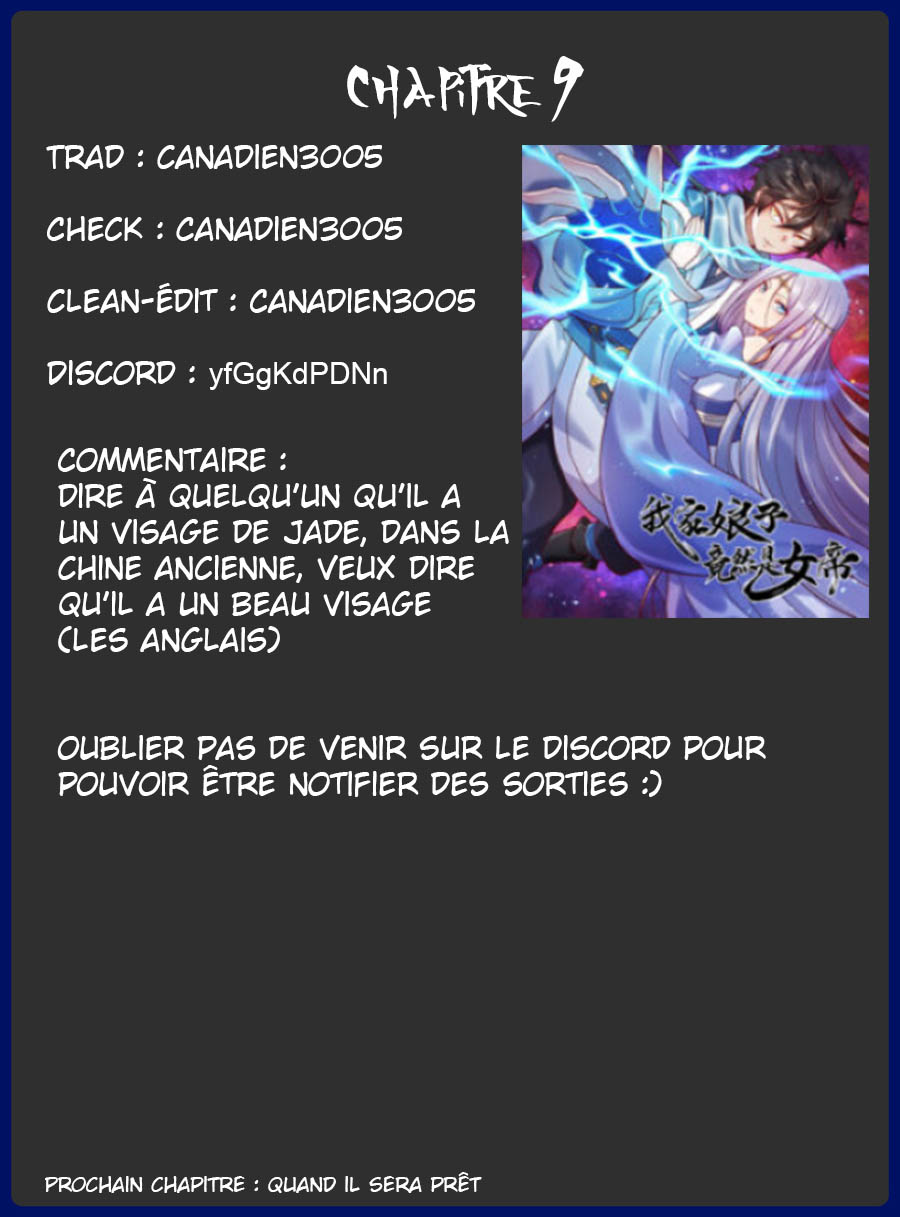 CHAPITRE 9
TRAD : CANADIEN3005
CHECK : CANADIEN3005
CLEAN-ÉDIT : CANADIEN3005
DISCORD : yfGgKdPDNn
COMMENTAIRE :
DIRE À QUELQU'UN QU'IL A
UN VISAGE DE JADE, DANS LA
CHINE ANCIENNE, VEUX DIRE
QU'IL A UN BEAU VISAGE
(LES ANGLAIS)
我家娘子
竟然是女帝
OUBLIER PAS DE VENIR SUR LE DISCORD POUR
POUVOIR ÊTRE NOTIFIER DES SORTIES :)
PROCHAIN CHAPITRE : QUAND IL SERA PRÊT